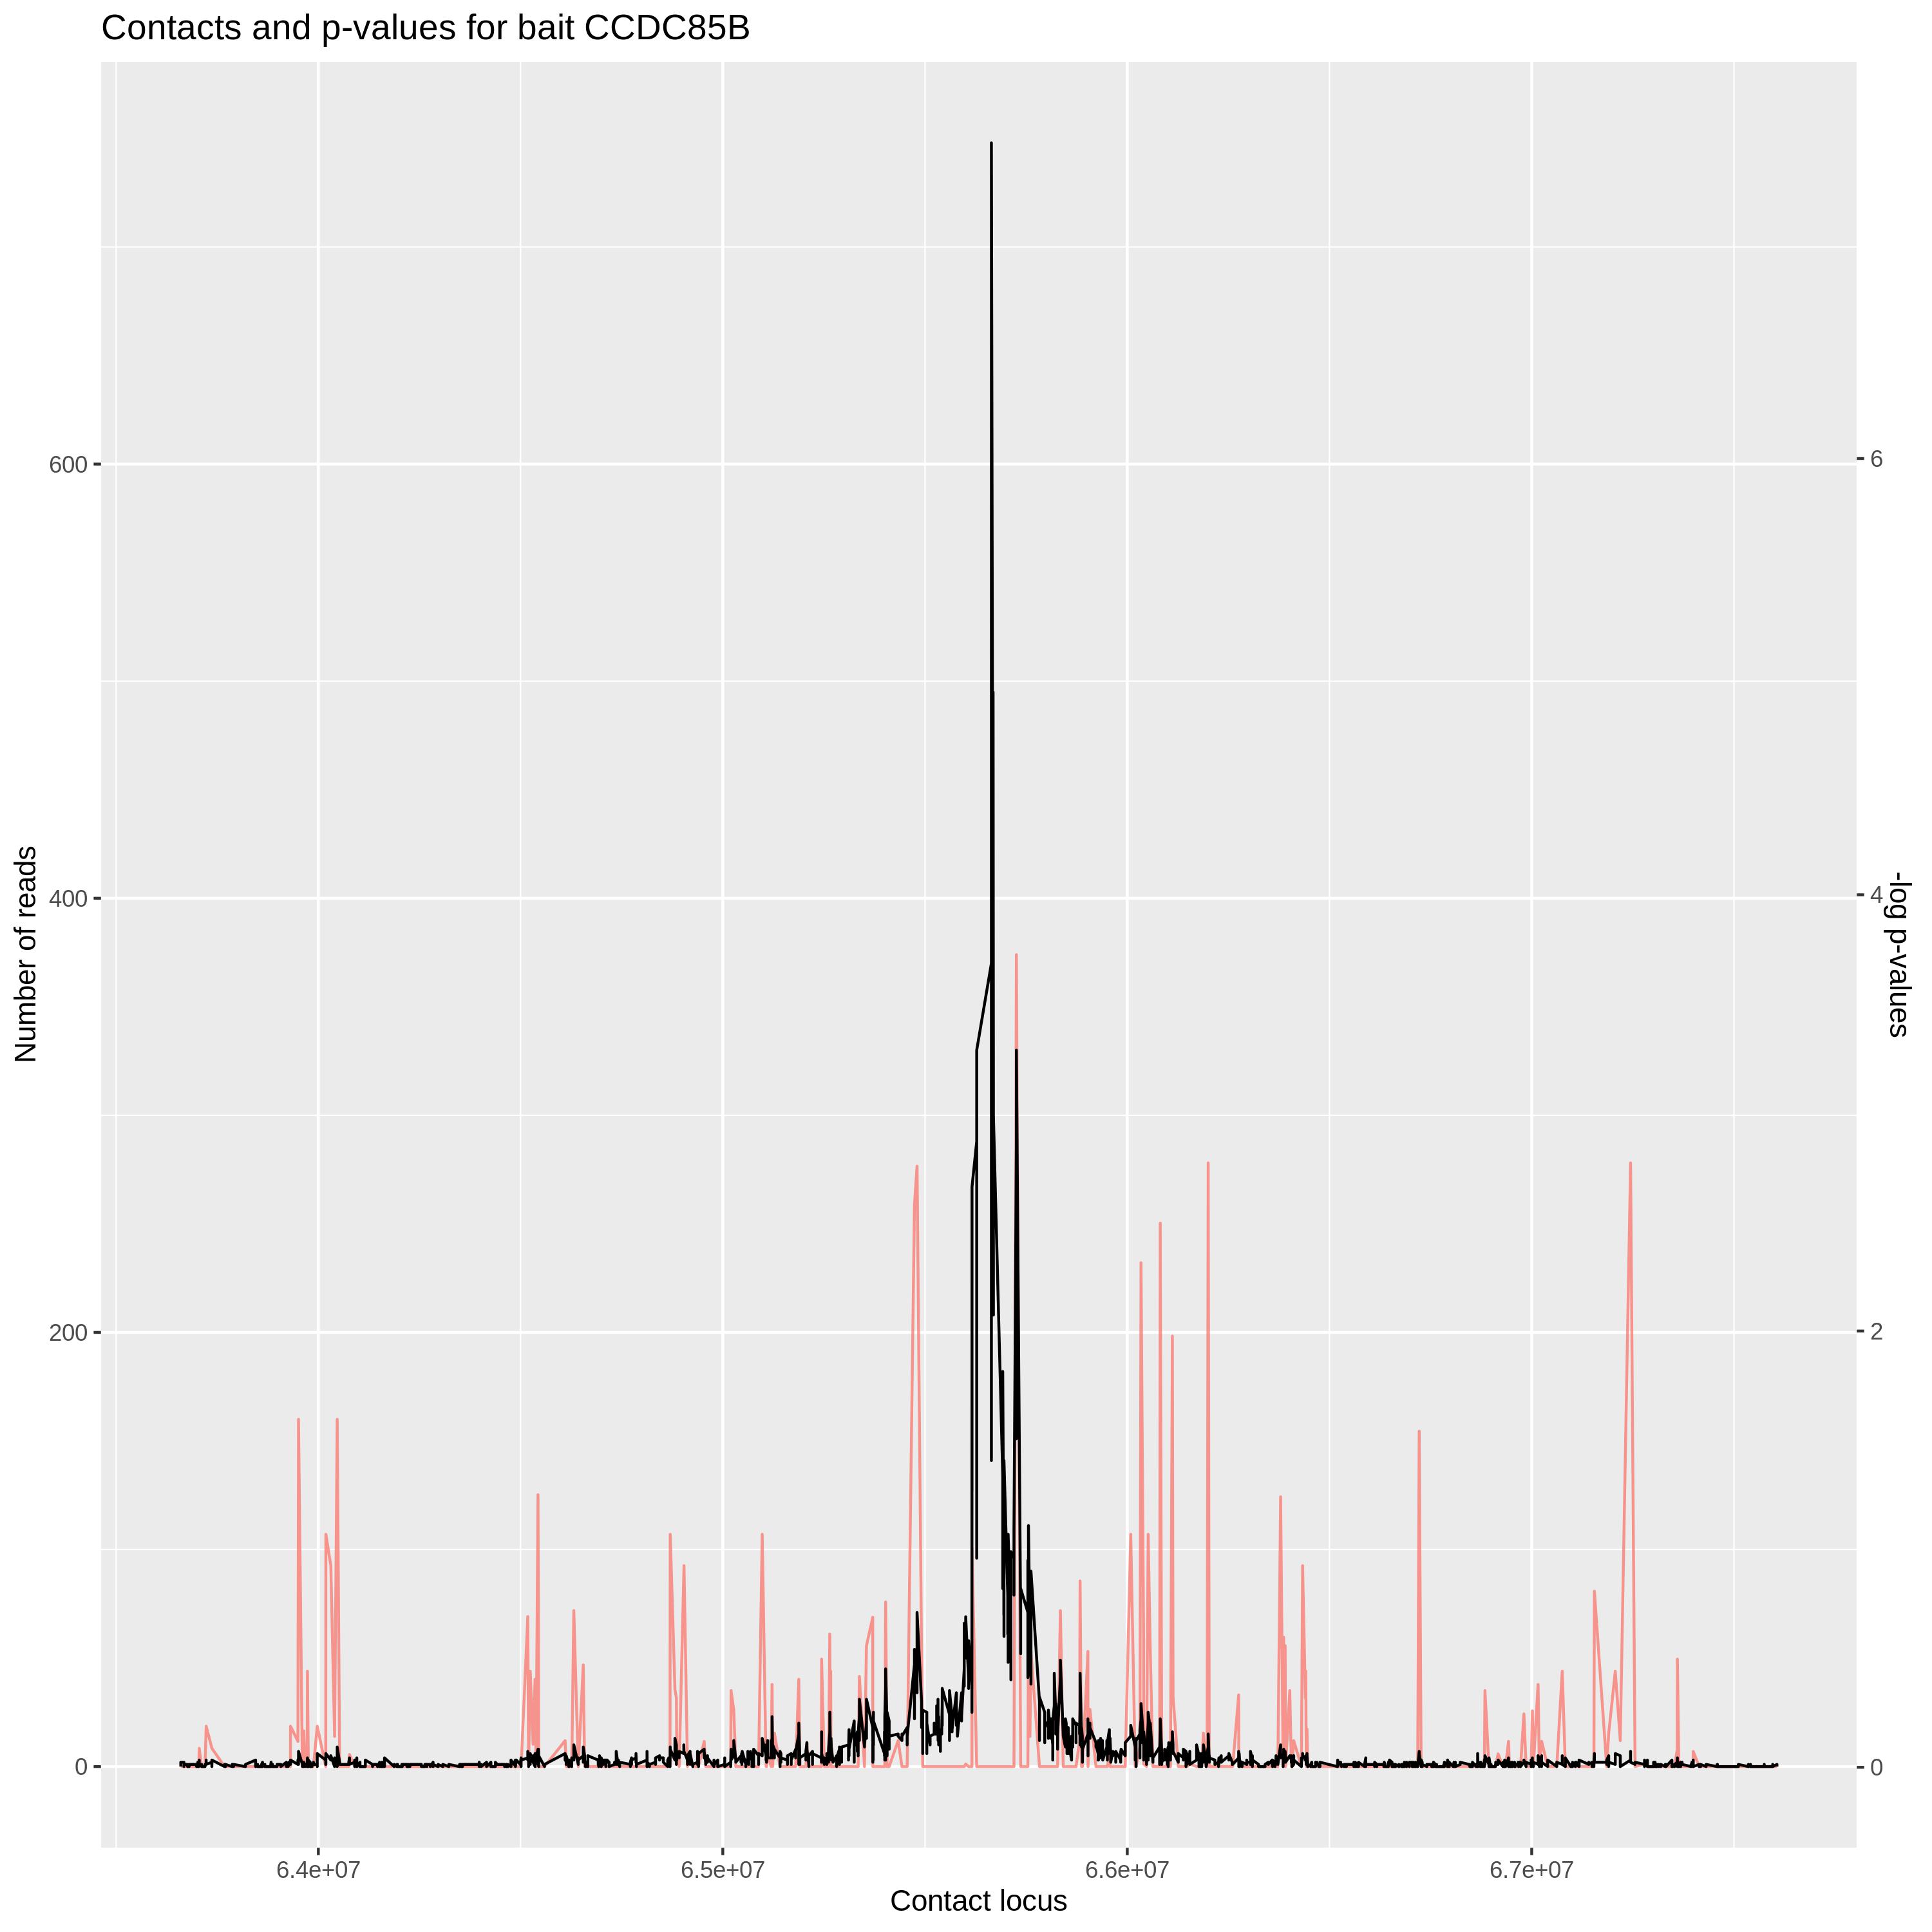 Contacts and p-values for bait CCDC85B
Number of reads
600
400
200
0
6
4
2
0
-log p-values
6.4e+07
6.5e+07
6.6e+07
6.7e+07
Contact locus